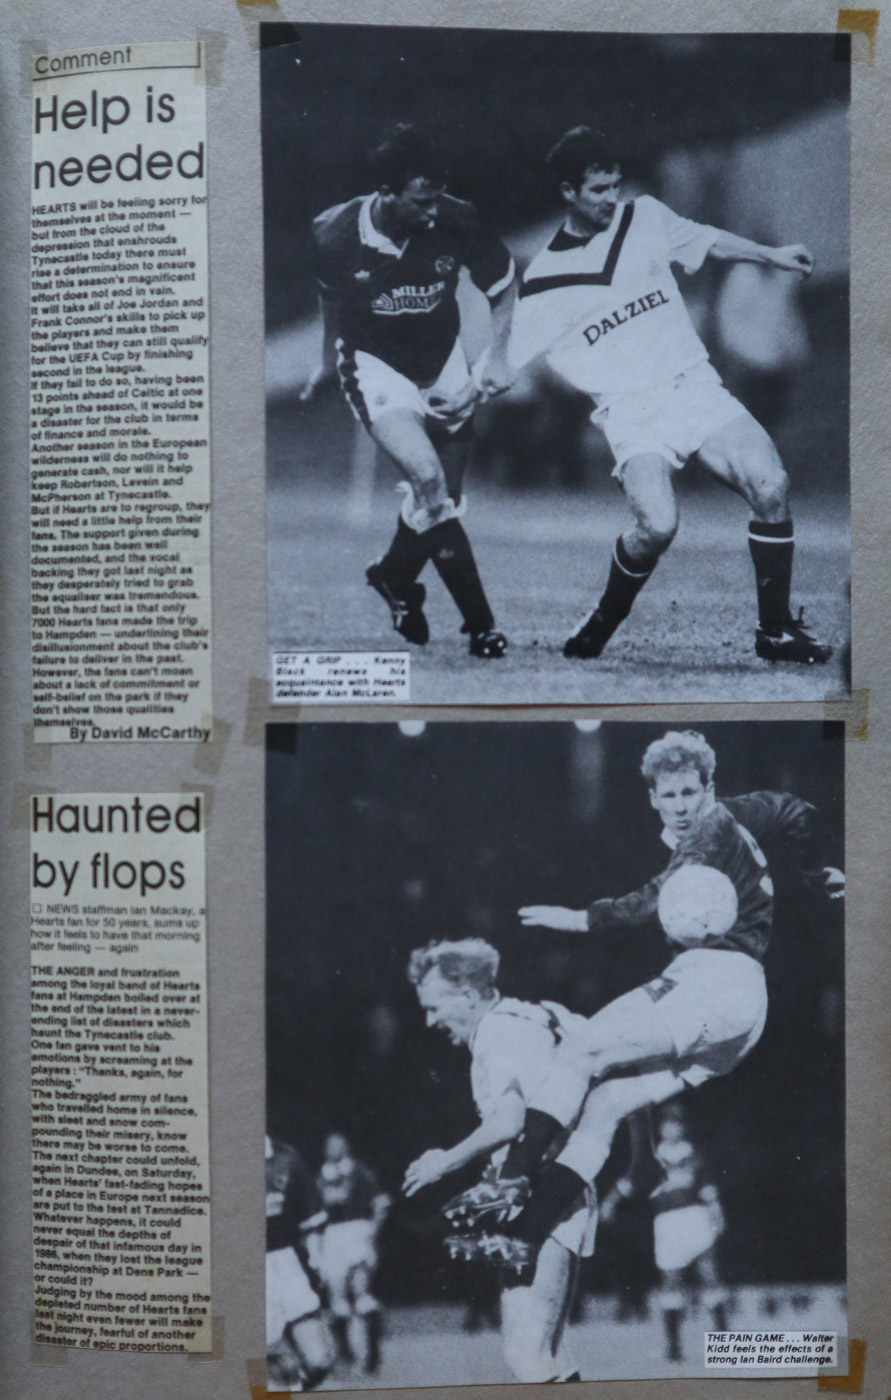 Comment
Help is
needed
HEARTS will be feeling sorry for
themselves at the moment —
but from the cloud of the
depression that enshrouds
Tynecastle today there must
rise a determination to ensure
that this season's magnificent
effort does not end in vain.
It will take all of Joe Jordan and
Frank Connor's skills to pick up
the players and make them
believe that they can still qualify
for the UEFA Cup by finishing
second in the league.
If they fail to do so, having been
13 points ahead of Celtic at one
stage in the season, it would be
a disaster for the club in terms
of finance and morale.
Another season in the European
wilderness will do nothing to
generate cash, nor will it help
keep Robertson, Levein and
McPherson at Tynecastle.
But if Hearts are to regroup, they
will need a little help from their
fans. The support given during
the season has been well
documented, and the vocal
backing they got last night as
they desperately tried to grab
the equaliser was tremendous.
But the hard fact is that only
7000 Hearts fans made the trip
to Hampden — underlining their
disillusionment about the club's
failure to deliver in the past.
However, the fans can't moan
about a lack of commitment or
self-belief on the park if they
don't show those qualities
themselves.
By David McCarthy
Haunted
by flops
☐ NEWS staffman Ian Mackay, a
Hearts fan for 50 years, sums up
how it feels to have that morning
after feeling — again
THE ANGER and frustration
among the loyal band of Hearts
fans at Hampden boiled over at
the end of the latest in a never-
ending list of disasters which
haunt the Tynecastle club.
One fan gave vent to his
emotions by screaming at the
players : "Thanks, again, for
nothing."
The bedraggled army of fans
who travelled home in silence,
with sleet and snow com-
pounding their misery, know
there may be worse to come.
The next chapter could unfold,
again in Dundee, on Saturday,
when Hearts' fast-fading hopes
of a place in Europe next season
are put to the test at Tannadice.
Whatever happens, it could
never equal the depths of
despair of that infamous day in
1986, when they lost the league
championship at Dens Park —
or could it?
Judging by the mood among the
depleted number of Hearts fans
last night even fewer will make
the journey, fearful of another
disaster of epic proportions.
MILLER
HOMES
DALZIEL
GET A GRIP . . . Kenny
Black renews his
acquaintance with Hearts
defender Alan McLaren.
THE PAIN GAME . . . Walter
Kidd feels the effects of a
strong Ian Baird challenge.